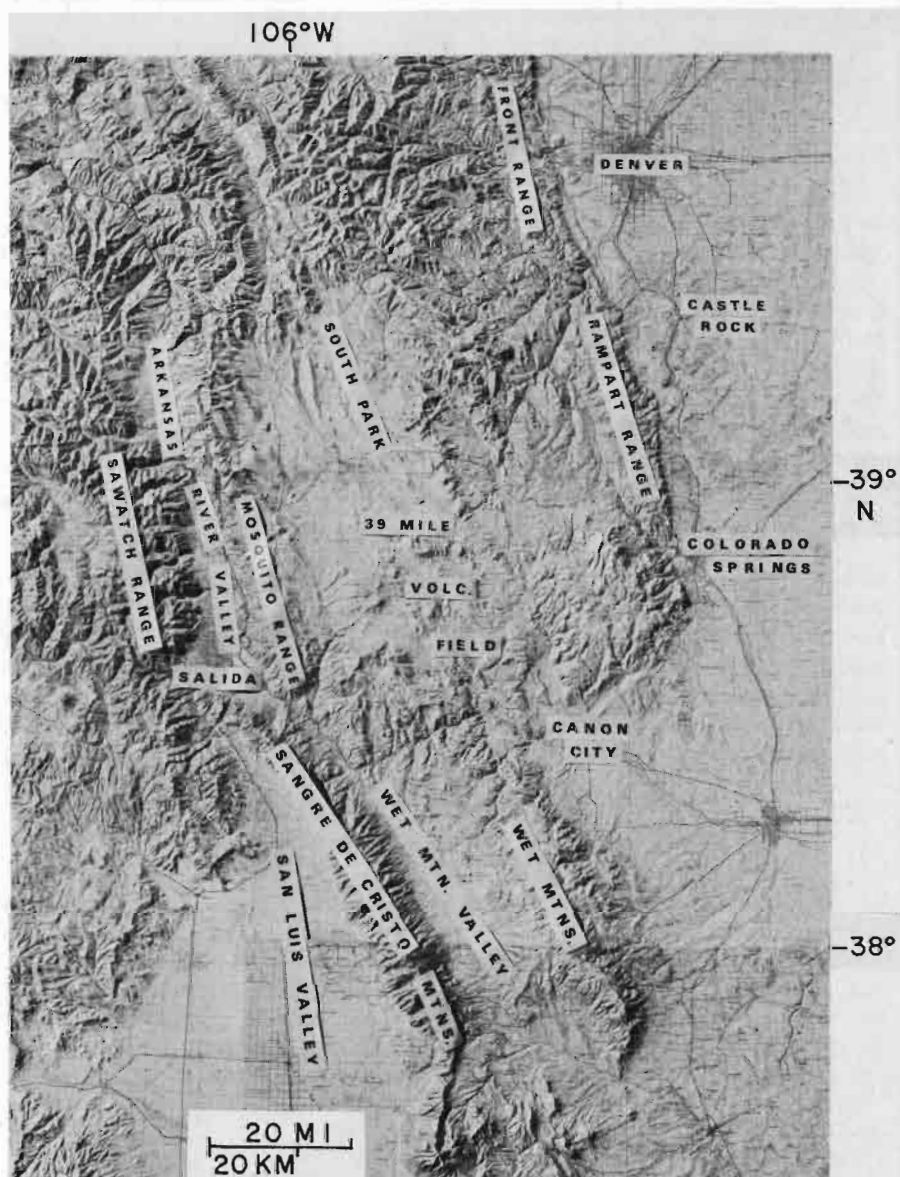 106°W
FRONT RANGE
DENVER
CASTLE
ROCK
SOUTH PARK
RAMPART RANGE
ARKANSAS
RIVER VALLEY
SAWATCH RANGE
MOSQUITO RANGE
39°
N
39 MILE
VOLC.
FIELD
COLORADO
SPRINGS
SALIDA
CANON
CITY
SANGRE DE CRISTO
MTNS.
WET MTN. VALLEY
WET MTNS.
SAN LUIS VALLEY
38°
20 MI
20 KM